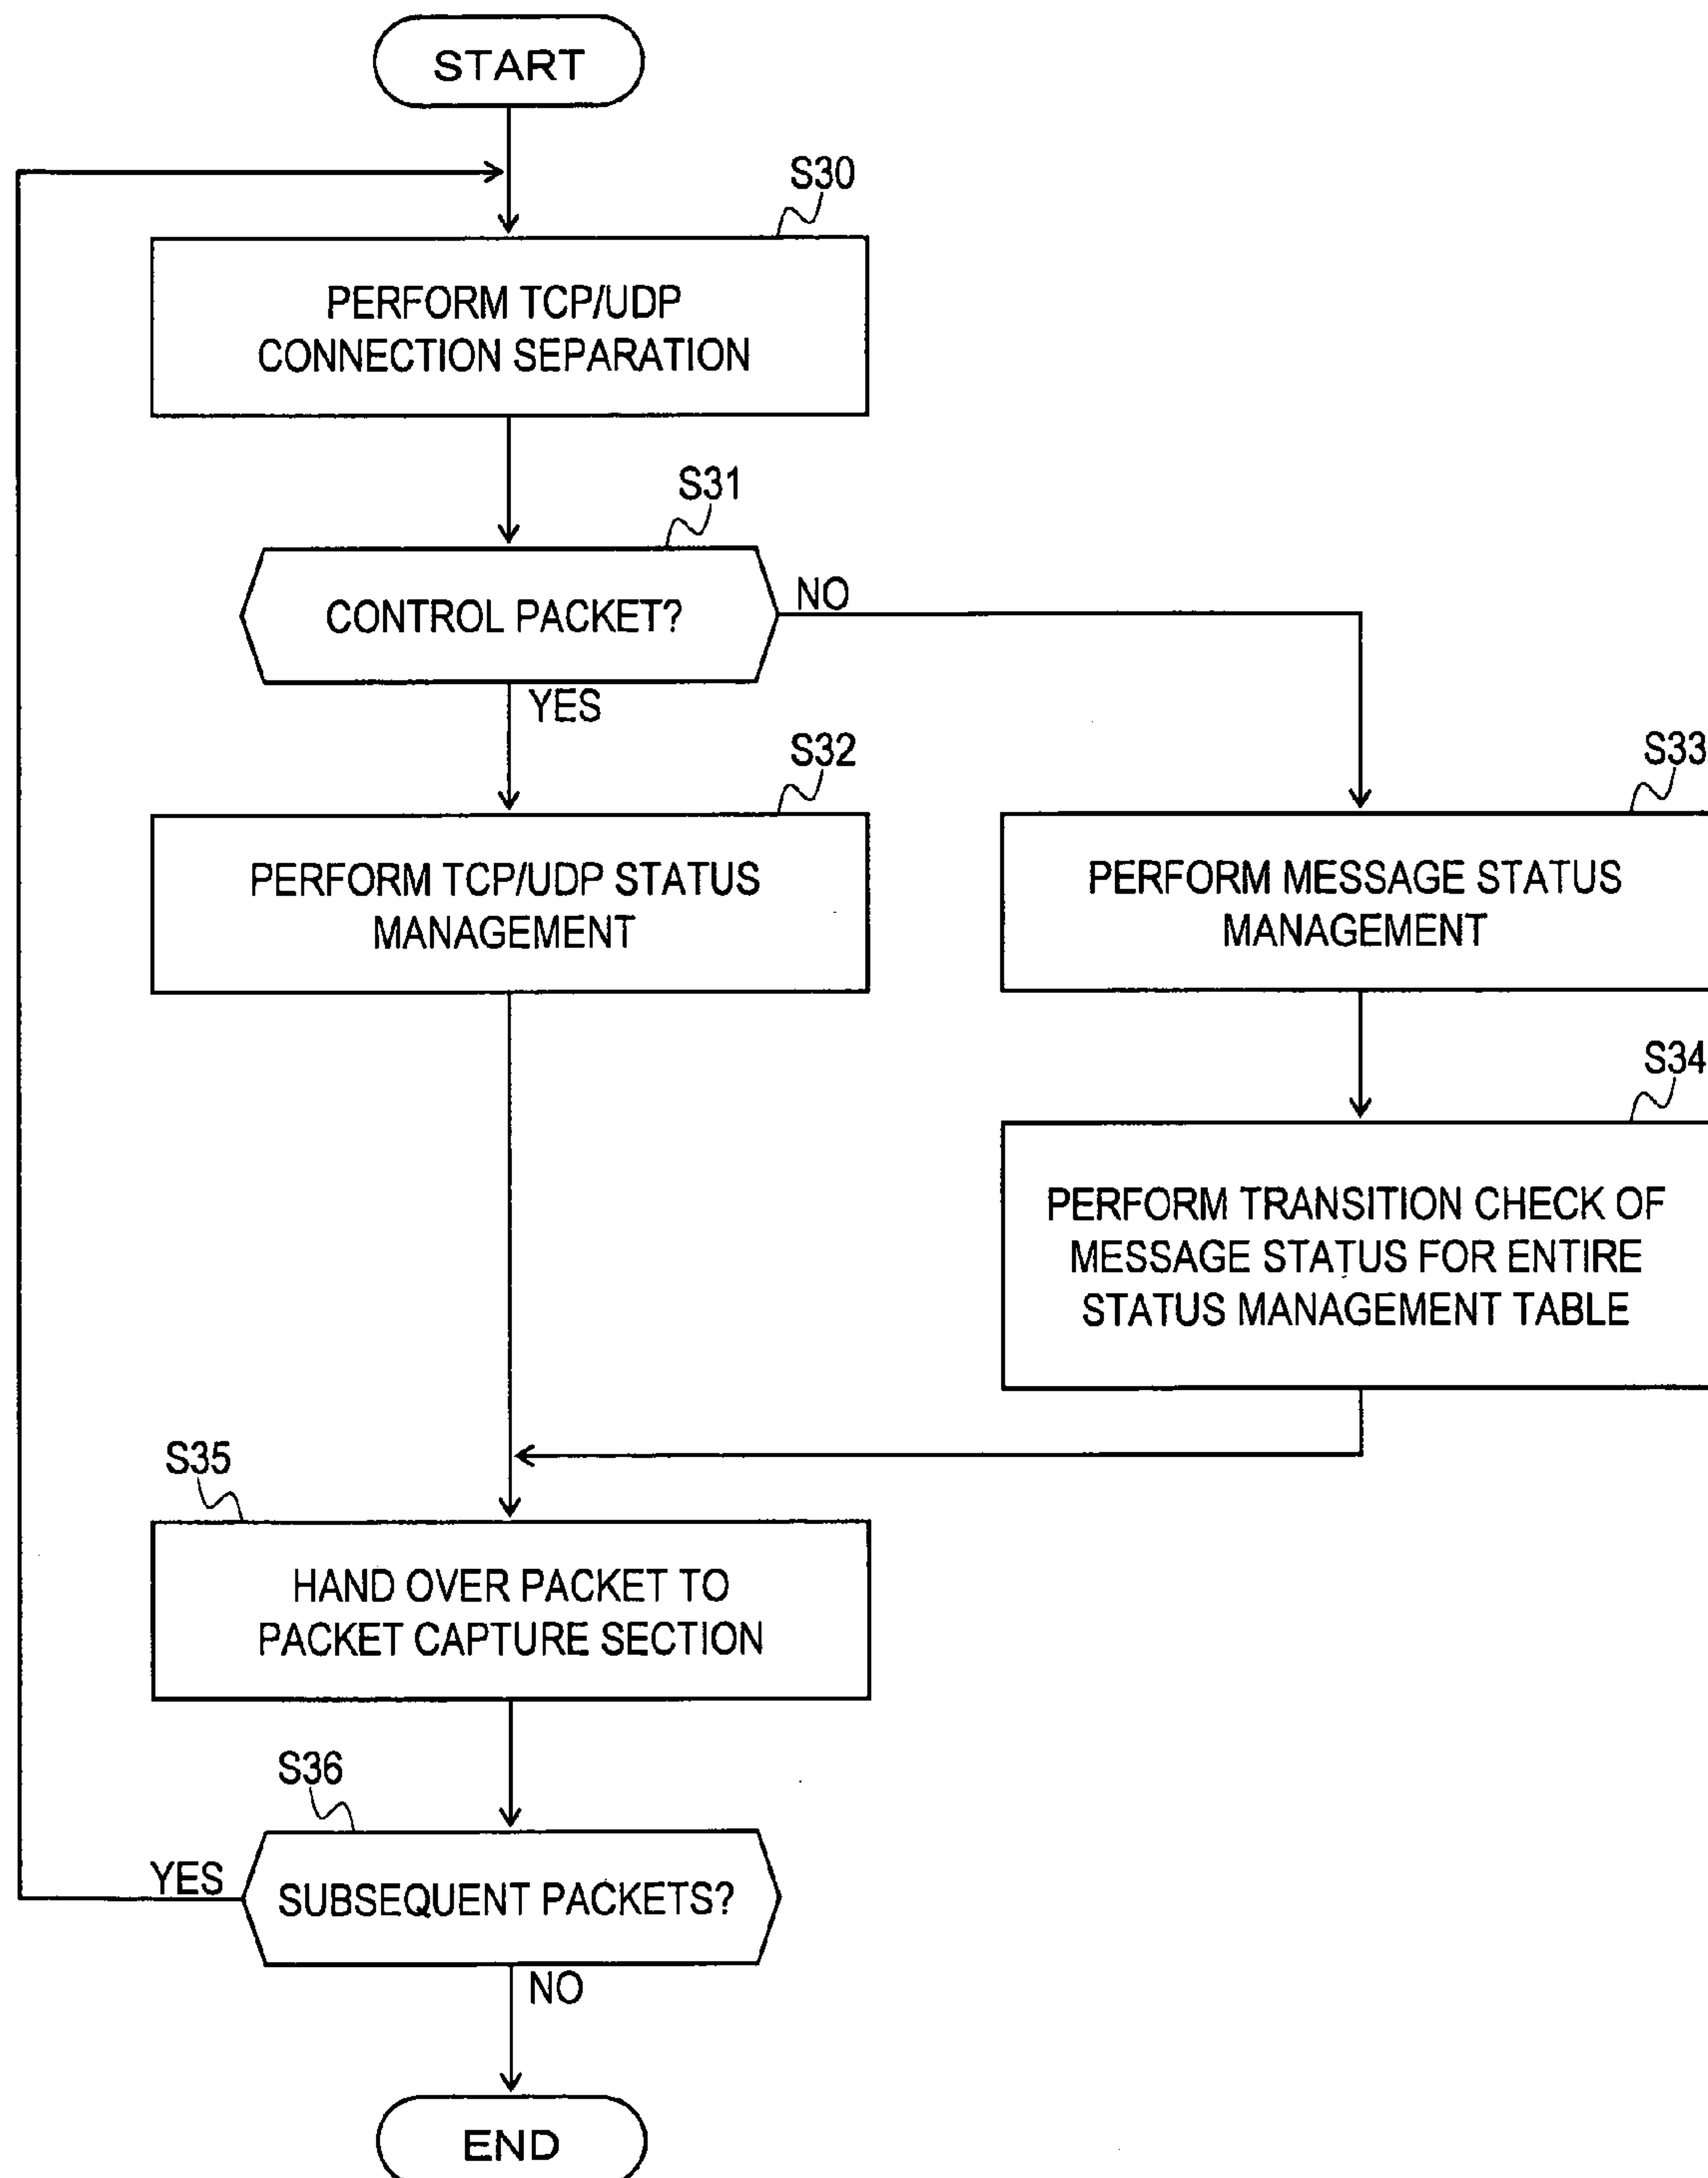 START
S30
PERFORM TCP/UDP
CONNECTION SEPARATION
S31
CONTROL PACKET?
NO
YES
S32
PERFORM TCP/UDP STATUS
MANAGEMENT
S33
PERFORM MESSAGE STATUS
MANAGEMENT
S34
PERFORM TRANSITION CHECK OF
MESSAGE STATUS FOR ENTIRE
STATUS MANAGEMENT TABLE
S35
HAND OVER PACKET TO
PACKET CAPTURE SECTION
S36
YES
SUBSEQUENT PACKETS?
NO
END